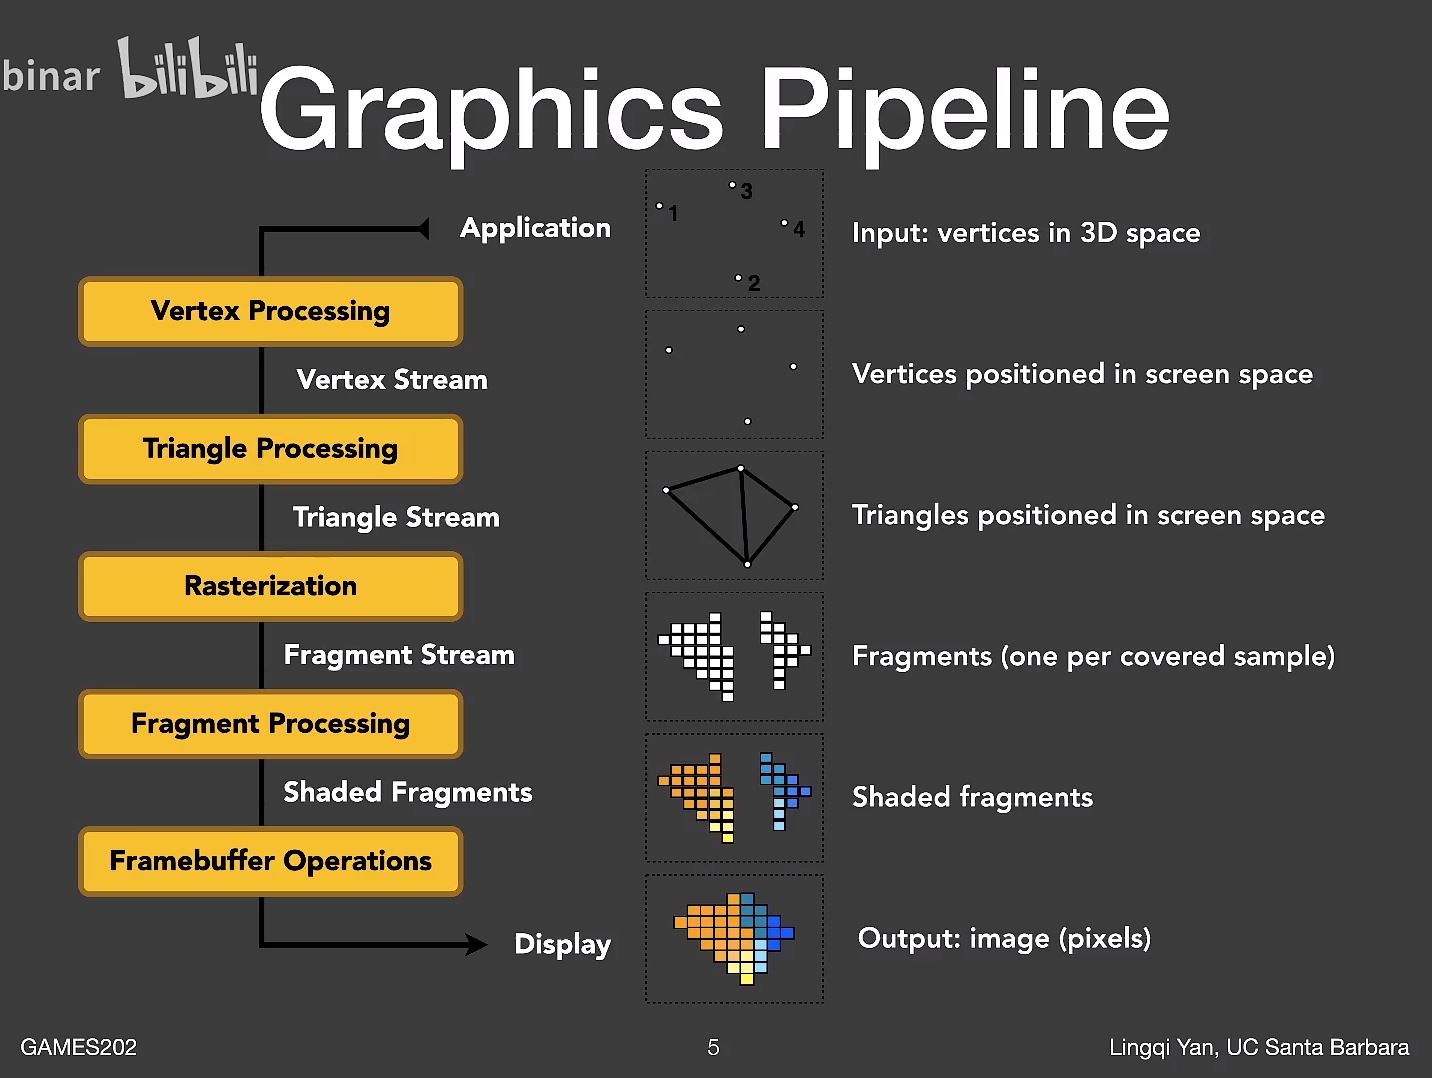 binar bilibili
Graphics Pipeline
Application
3
1
4
2
Input: vertices in 3D space
Vertex Processing
Vertex Stream
Vertices positioned in screen space
Triangle Processing
Triangle Stream
Triangles positioned in screen space
Rasterization
Fragment Stream
Fragments (one per covered sample)
Fragment Processing
Shaded Fragments
Shaded fragments
Framebuffer Operations
Display
Output: image (pixels)
GAMES202
5
Lingqi Yan, UC Santa Barbara